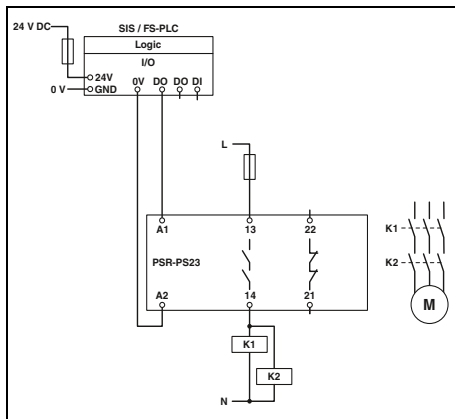 24 V DC
SIS / FS-PLC
Logic
I/O
24V
0 V
GND
0V DO DO DI
L
A1 13 22
PSR-PS23
A2 14 21
K1
K2
N
K1
K2
M